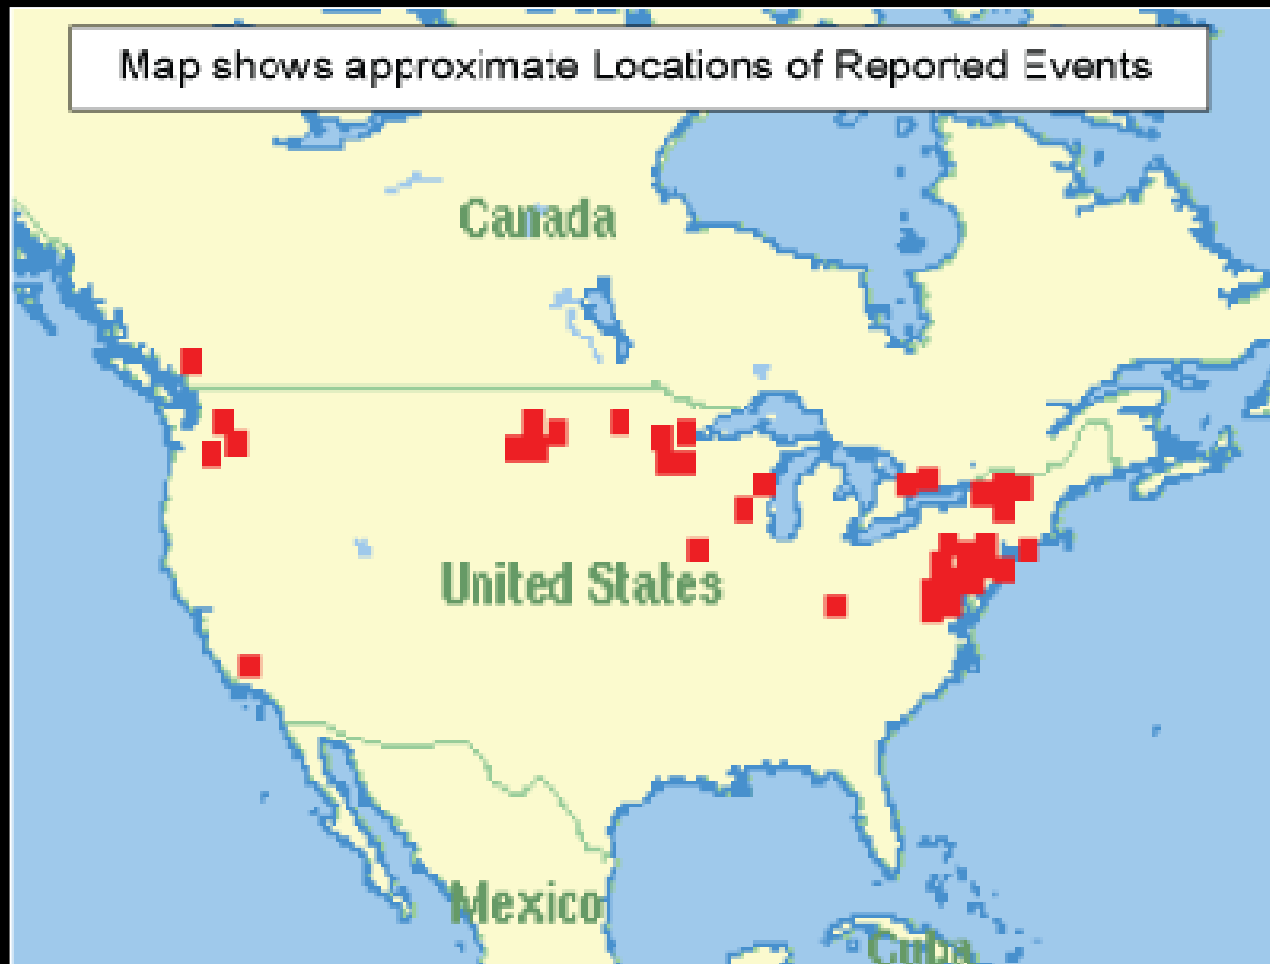 Map shows approximate Locations of Reported Events
Canada
United States
Mexico
Cuba